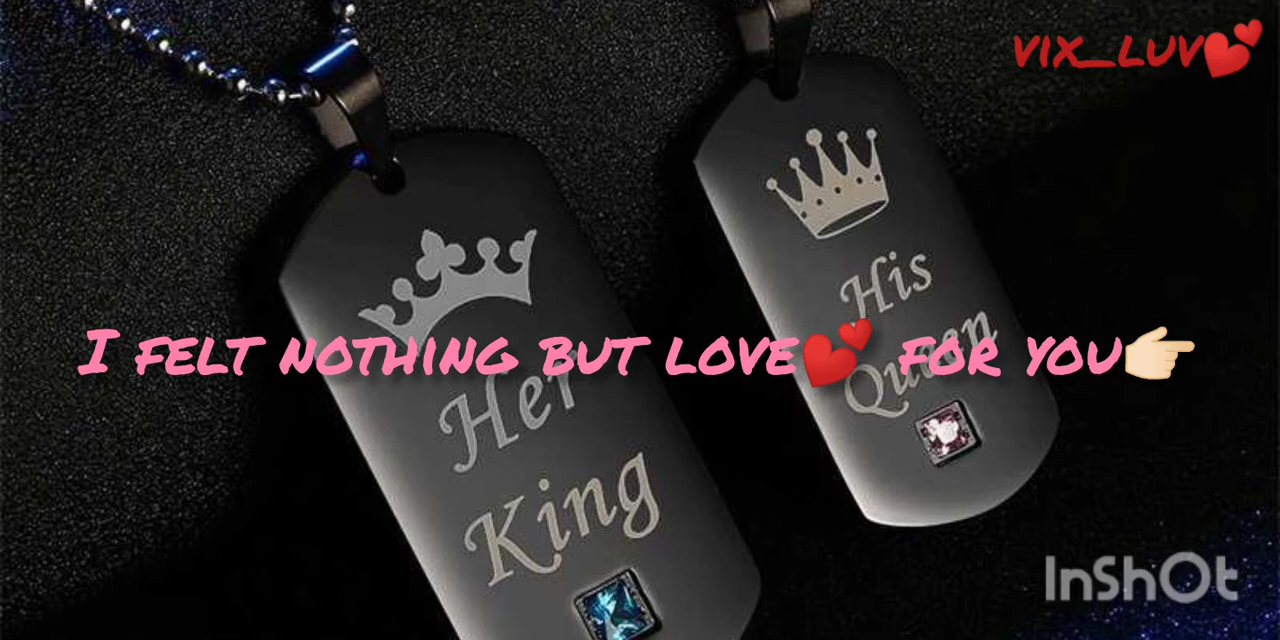 vix_luv💕
I felt nothing but love💕 for you👉🏻
Her
King
His
Queen
InShOt